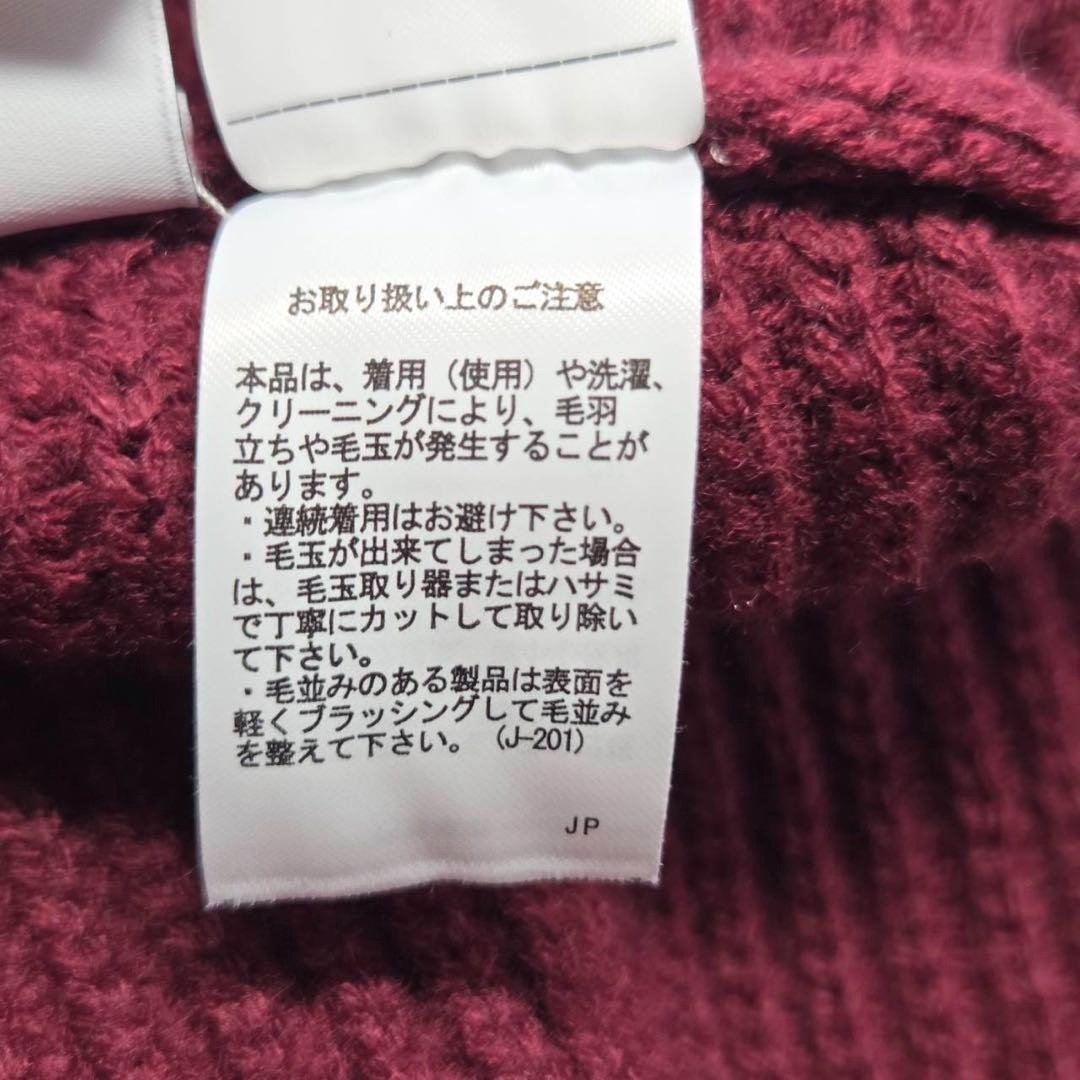 お取り扱い上のご注意
本品は、着用（使用）や洗濯、
クリーニングにより、毛羽
立ちや毛玉が発生することが
あります。
・連続着用はお避け下さい。
・毛玉が出来てしまった場合
は、毛玉取り器またはハサミ
で丁寧にカットして取り除い
て下さい。
・毛並みのある製品は表面を
軽くブラッシングして毛並み
を整えて下さい。（J-201）
JP